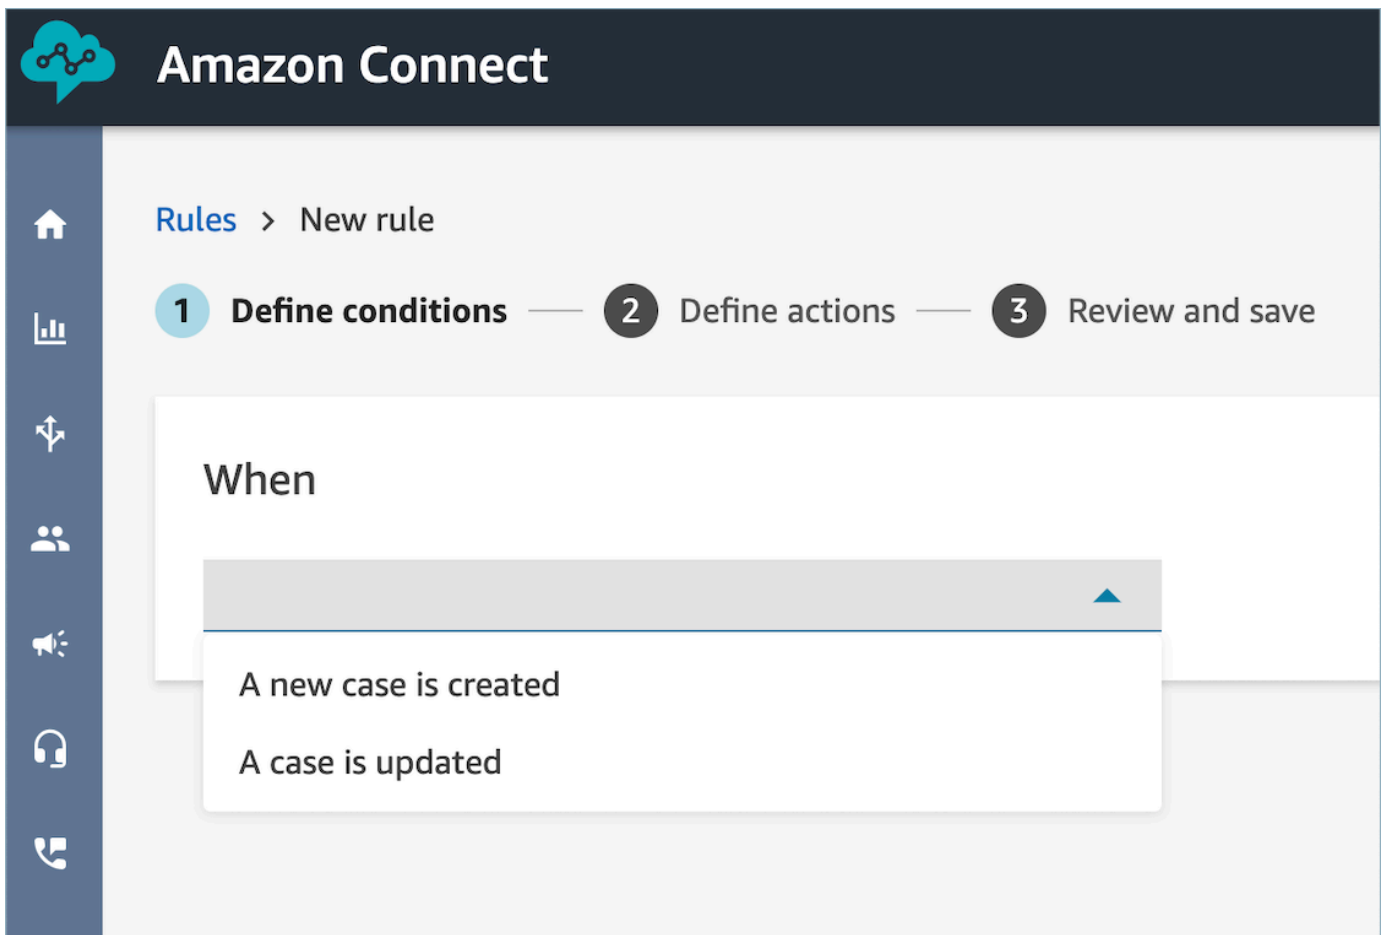 Amazon Connect
Rules > New rule
1 Define conditions 2 Define actions 3 Review and save
When
A new case is created
A case is updated